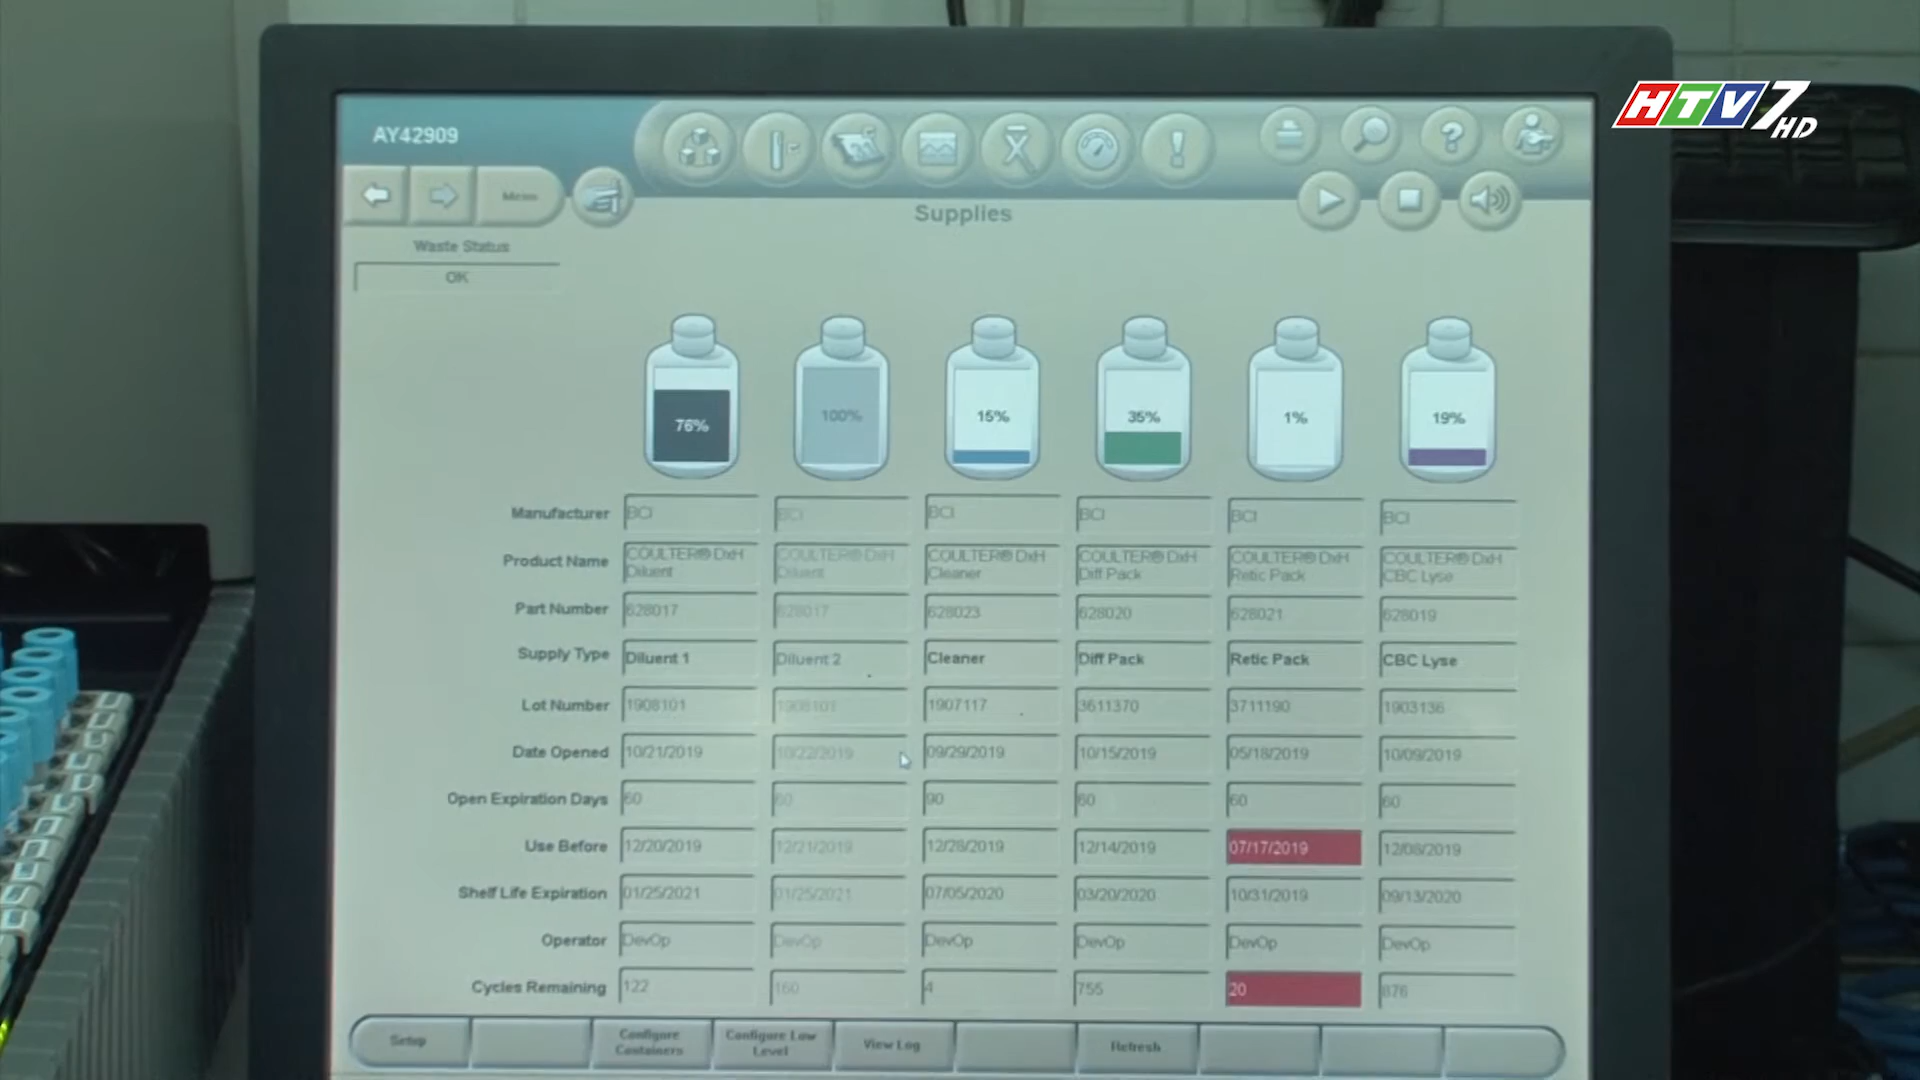 HTV7 HD
AY42909
31
?
!
Menu
Supplies
Waste Status
OK
76% 100% 15% 35% 1% 19%
Manufacturer BCI BCI BCI BCI BCI BCI
Product Name COULTER® DxH Diluent COULTER® DxH Diluent COULTER® DxH Cleaner COULTER® DxH Diff Pack COULTER® DxH Retic Pack COULTER® DxH CBC Lyse
Part Number 628017 628017 628023 628020 628021 628019
Supply Type Diluent 1 Diluent 2 Cleaner Diff Pack Retic Pack CBC Lyse
Lot Number 1908101 1908101 1907117 3611370 3711190 1903136
Date Opened 10/21/2019 10/22/2019 09/29/2019 10/15/2019 05/18/2019 10/09/2019
Open Expiration Days 60 60 90 60 60 60
Use Before 12/20/2019 12/21/2019 12/28/2019 12/14/2019 07/17/2019 12/08/2019
Shelf Life Expiration 01/25/2021 01/25/2021 07/05/2020 03/20/2020 10/31/2019 09/13/2020
Operator DevOp DevOp DevOp DevOp DevOp DevOp
Cycles Remaining 122 160 4 755 20 876
Setup Configure Containers Configure Low Level View Log Refresh